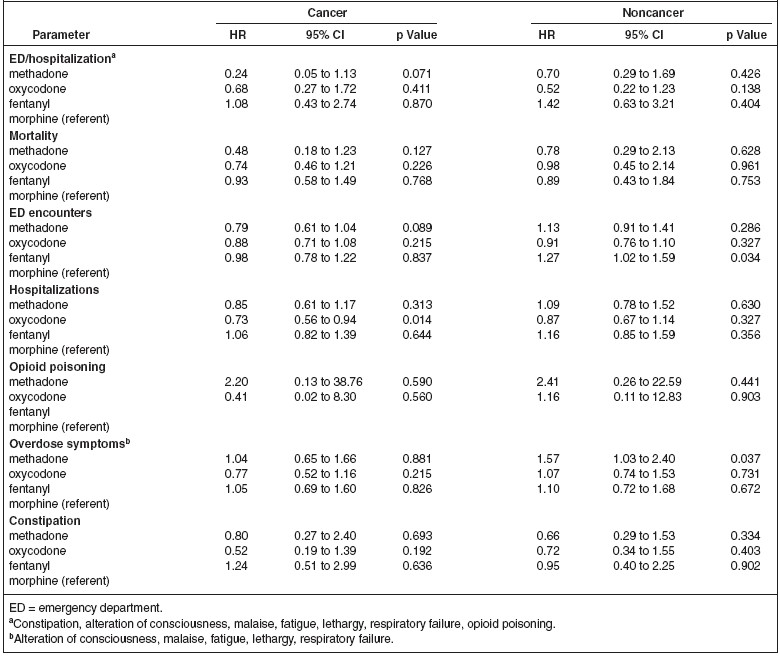 Cancer Noncancer
Parameter HR 95% CI p Value HR 95% CI p Value
ED/hospitalizationa
methadone 0.24 0.05 to 1.13 0.071 0.70 0.29 to 1.69 0.426
oxycodone 0.68 0.27 to 1.72 0.411 0.52 0.22 to 1.23 0.138
fentanyl 1.08 0.43 to 2.74 0.870 1.42 0.63 to 3.21 0.404
morphine (referent)
Mortality
methadone 0.48 0.18 to 1.23 0.127 0.78 0.29 to 2.13 0.628
oxycodone 0.74 0.46 to 1.21 0.226 0.98 0.45 to 2.14 0.961
fentanyl 0.93 0.58 to 1.49 0.768 0.89 0.43 to 1.84 0.753
morphine (referent)
ED encounters
methadone 0.79 0.61 to 1.04 0.089 1.13 0.91 to 1.41 0.286
oxycodone 0.88 0.71 to 1.08 0.215 0.91 0.76 to 1.10 0.327
fentanyl 0.98 0.78 to 1.22 0.837 1.27 1.02 to 1.59 0.034
morphine (referent)
Hospitalizations
methadone 0.85 0.61 to 1.17 0.313 1.09 0.78 to 1.52 0.630
oxycodone 0.73 0.56 to 0.94 0.014 0.87 0.67 to 1.14 0.327
fentanyl 1.06 0.82 to 1.39 0.644 1.16 0.85 to 1.59 0.356
morphine (referent)
Opioid poisoning
methadone 2.20 0.13 to 38.76 0.590 2.41 0.26 to 22.59 0.441
oxycodone 0.41 0.02 to 8.30 0.560 1.16 0.11 to 12.83 0.903
fentanyl
morphine (referent)
Overdose symptomsb
methadone 1.04 0.65 to 1.66 0.881 1.57 1.03 to 2.40 0.037
oxycodone 0.77 0.52 to 1.16 0.215 1.07 0.74 to 1.53 0.731
fentanyl 1.05 0.69 to 1.60 0.826 1.10 0.72 to 1.68 0.672
morphine (referent)
Constipation
methadone 0.80 0.27 to 2.40 0.693 0.66 0.29 to 1.53 0.334
oxycodone 0.52 0.19 to 1.39 0.192 0.72 0.34 to 1.55 0.403
fentanyl 1.24 0.51 to 2.99 0.636 0.95 0.40 to 2.25 0.902
morphine (referent)
ED = emergency department.
aConstipation, alteration of consciousness, malaise, fatigue, lethargy, respiratory failure, opioid poisoning.
bAlteration of consciousness, malaise, fatigue, lethargy, respiratory failure.